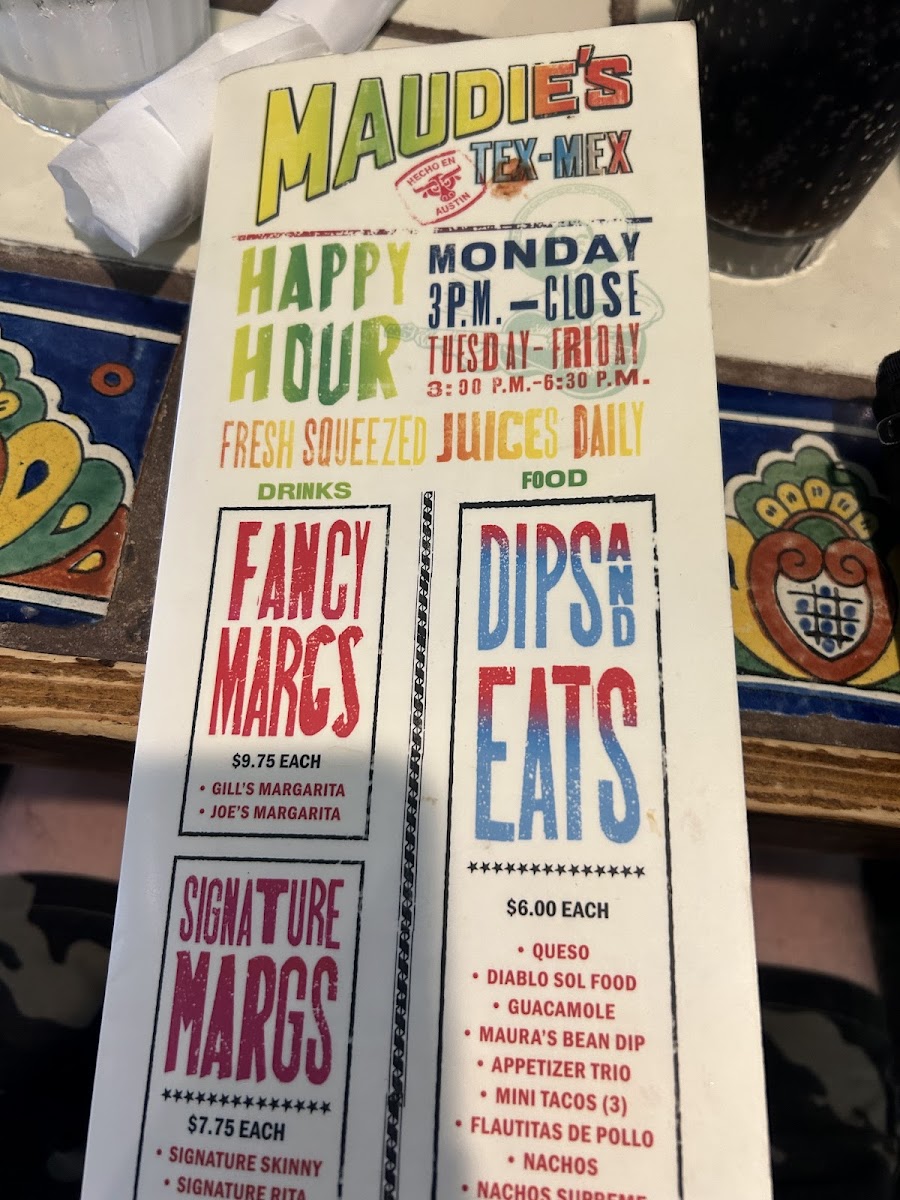 MAUDIE'S
TEX-MEX
HECHO EN
AUSTIN
HAPPY
HOUR
MONDAY
3P.M. – CLOSE
TUESDAY - FRIDAY
3:00 P.M.-6:30 P.M.
FRESH SQUEEZED JUICES DAILY
DRINKS
FANCY
MARGS
$9.75 EACH
• GILL'S MARGARITA
• JOE'S MARGARITA
SIGNATURE
MARGS
$7.75 EACH
• SIGNATURE SKINNY
• SIGNATURE RITA
FOOD
DIPS AND
EATS
$6.00 EACH
• QUESO
• DIABLO SOL FOOD
• GUACAMOLE
• MAURA'S BEAN DIP
• APPETIZER TRIO
• MINI TACOS (3)
• FLAUTITAS DE POLLO
• NACHOS
• NACHOS SUPREME